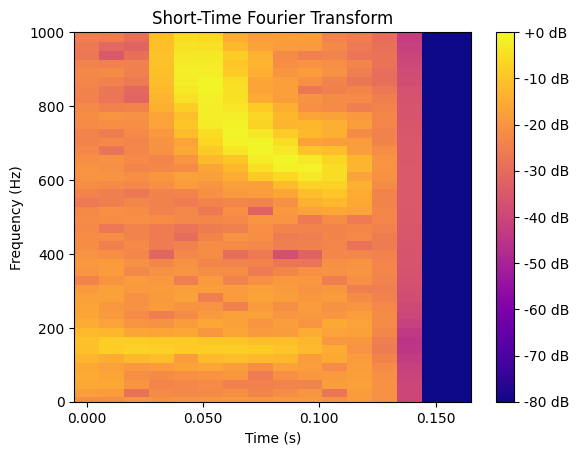 Short-Time Fourier Transform
1000
800
600
400
200
0
Frequency (Hz)
0.000
0.050
0.100
0.150
Time (s)
+0 dB
-10 dB
-20 dB
-30 dB
-40 dB
-50 dB
-60 dB
-70 dB
-80 dB